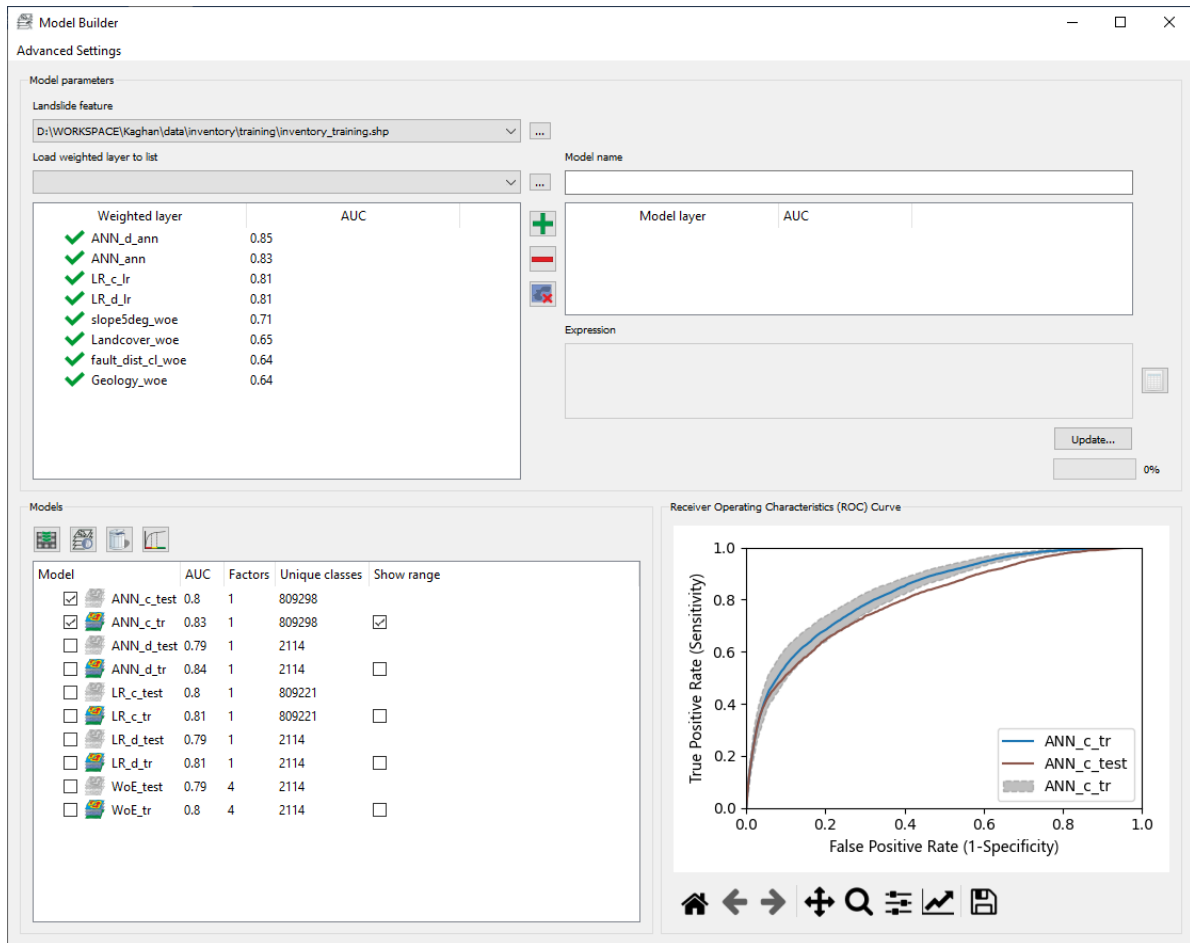 Model Builder
Advanced Settings
Model parameters
Landslide feature
D:\WORKSPACE\Kaghan\data\inventory\training\inventory_training.shp
...
Load weighted layer to list
...
Model name
Weighted layer AUC
ANN_d_ann 0.85
ANN_ann 0.83
LR_c_lr 0.81
LR_d_lr 0.81
slope5deg_woe 0.71
Landcover_woe 0.65
fault_dist_cl_woe 0.64
Geology_woe 0.64
Model layer AUC
Expression
Update...
0%
Models
Model AUC Factors Unique classes Show range
ANN_c_test 0.8 1 809298
ANN_c_tr 0.83 1 809298
ANN_d_test 0.79 1 2114
ANN_d_tr 0.84 1 2114
LR_c_test 0.8 1 809221
LR_c_tr 0.81 1 809221
LR_d_test 0.79 1 2114
LR_d_tr 0.81 1 2114
WoE_test 0.79 4 2114
WoE_tr 0.8 4 2114
Receiver Operating Characteristics (ROC) Curve
True Positive Rate (Sensitivity)
1.0
0.8
0.6
0.4
0.2
0.0
0.0 0.2 0.4 0.6 0.8 1.0
False Positive Rate (1-Specificity)
ANN_c_tr
ANN_c_test
ANN_c_tr